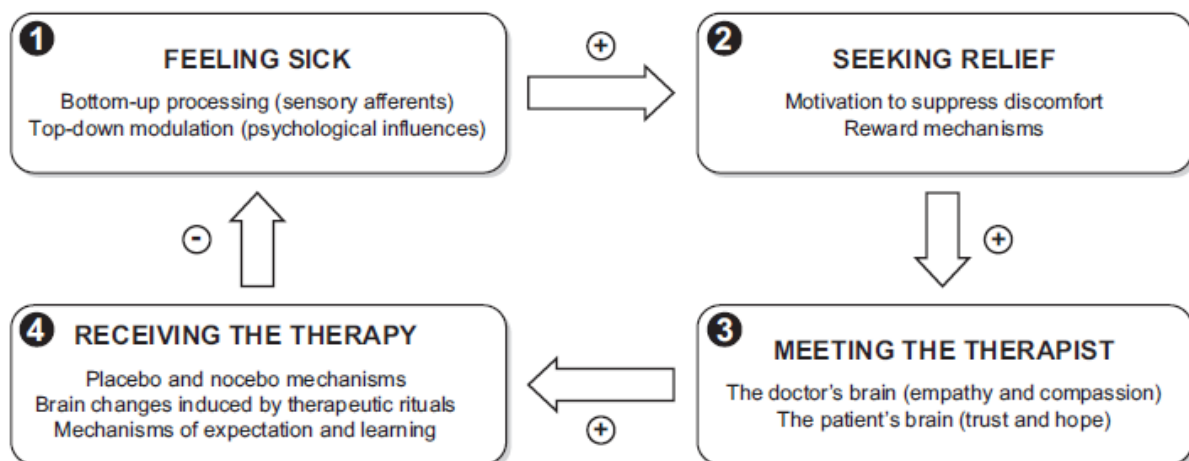 1
FEELING SICK
Bottom-up processing (sensory afferents)
Top-down modulation (psychological influences)
+
2
SEEKING RELIEF
Motivation to suppress discomfort
Reward mechanisms
+
3
MEETING THE THERAPIST
The doctor's brain (empathy and compassion)
The patient's brain (trust and hope)
+
4
RECEIVING THE THERAPY
Placebo and nocebo mechanisms
Brain changes induced by therapeutic rituals
Mechanisms of expectation and learning
-